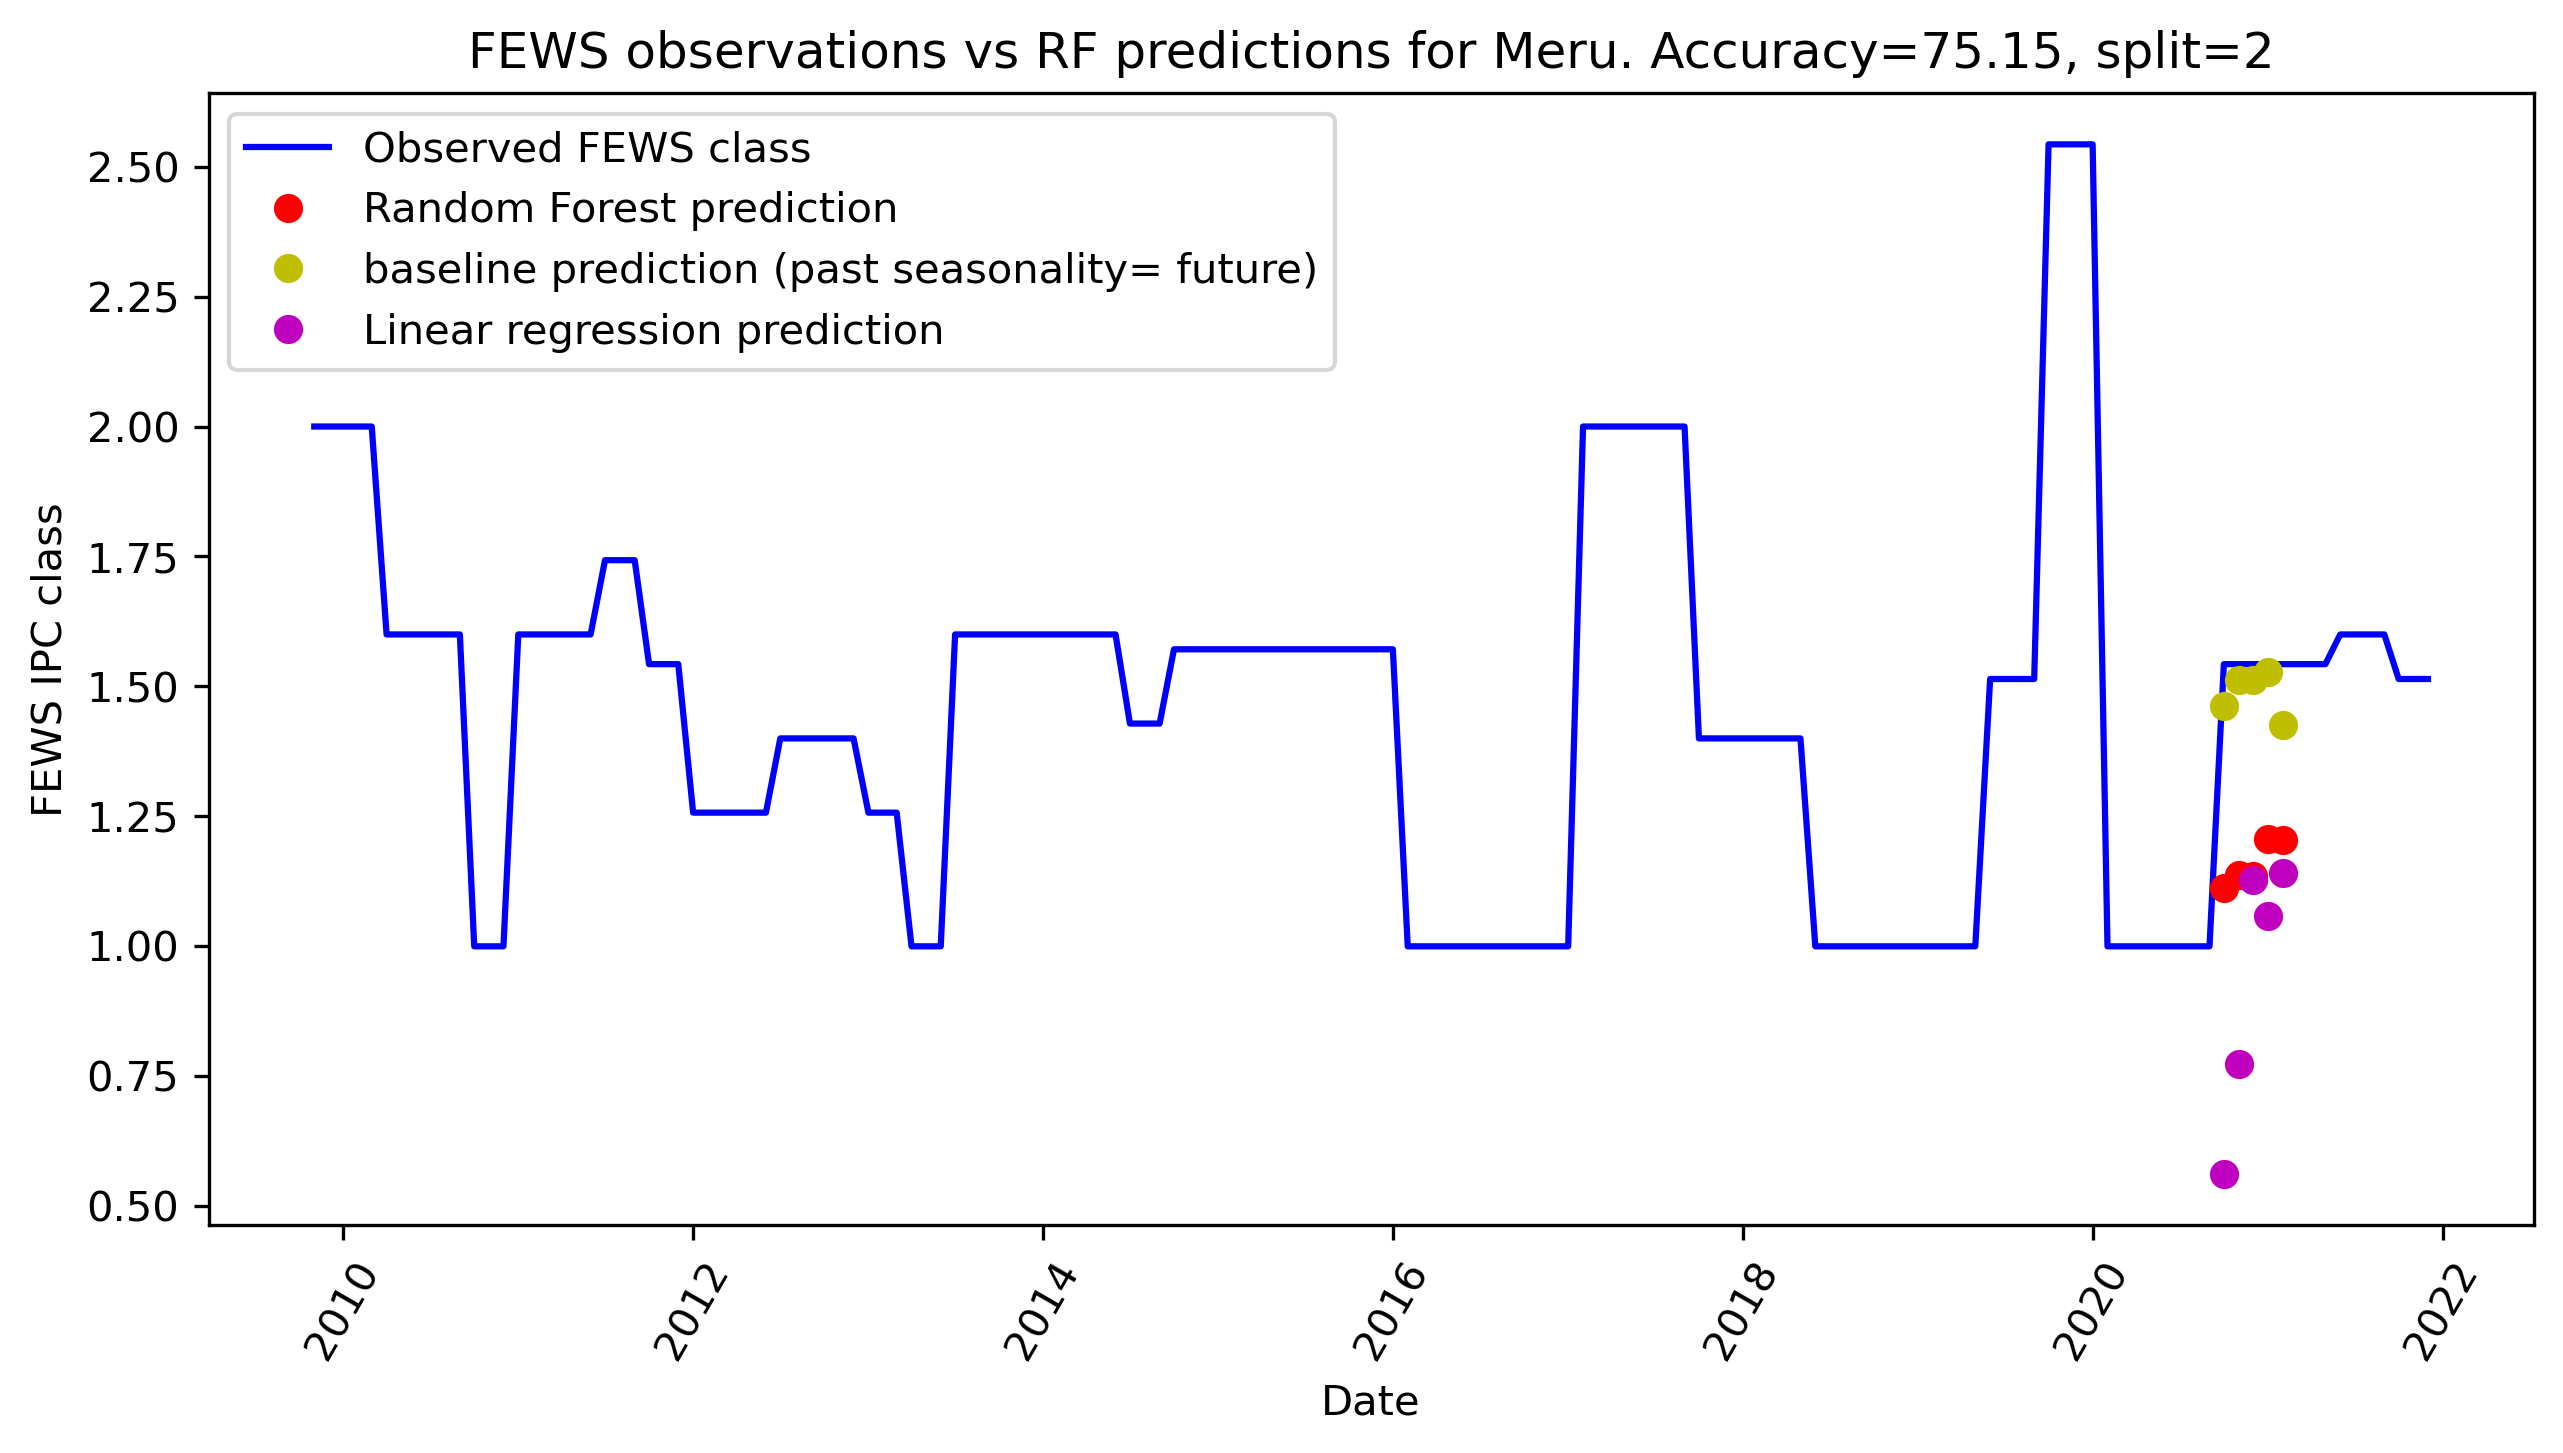 FEWS observations vs RF predictions for Meru. Accuracy=75.15, split=2
Observed FEWS class
Random Forest prediction
baseline prediction (past seasonality= future)
Linear regression prediction
FEWS IPC class
2.50
2.25
2.00
1.75
1.50
1.25
1.00
0.75
0.50
2010
2012
2014
2016
2018
2020
2022
Date